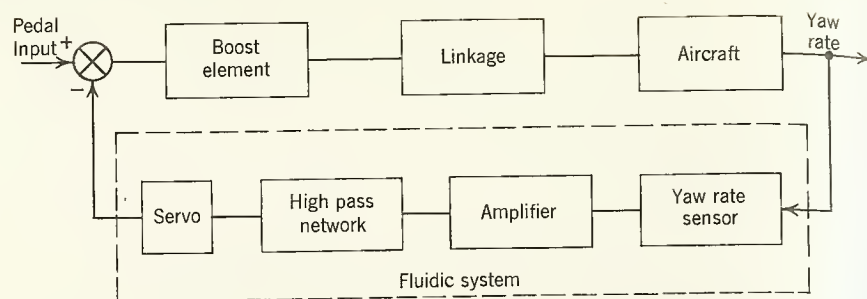 Pedal
Input +
Boost
element
Linkage
Aircraft
Yaw
rate
−
Servo
High pass
network
Amplifier
Yaw rate
sensor
Fluidic system